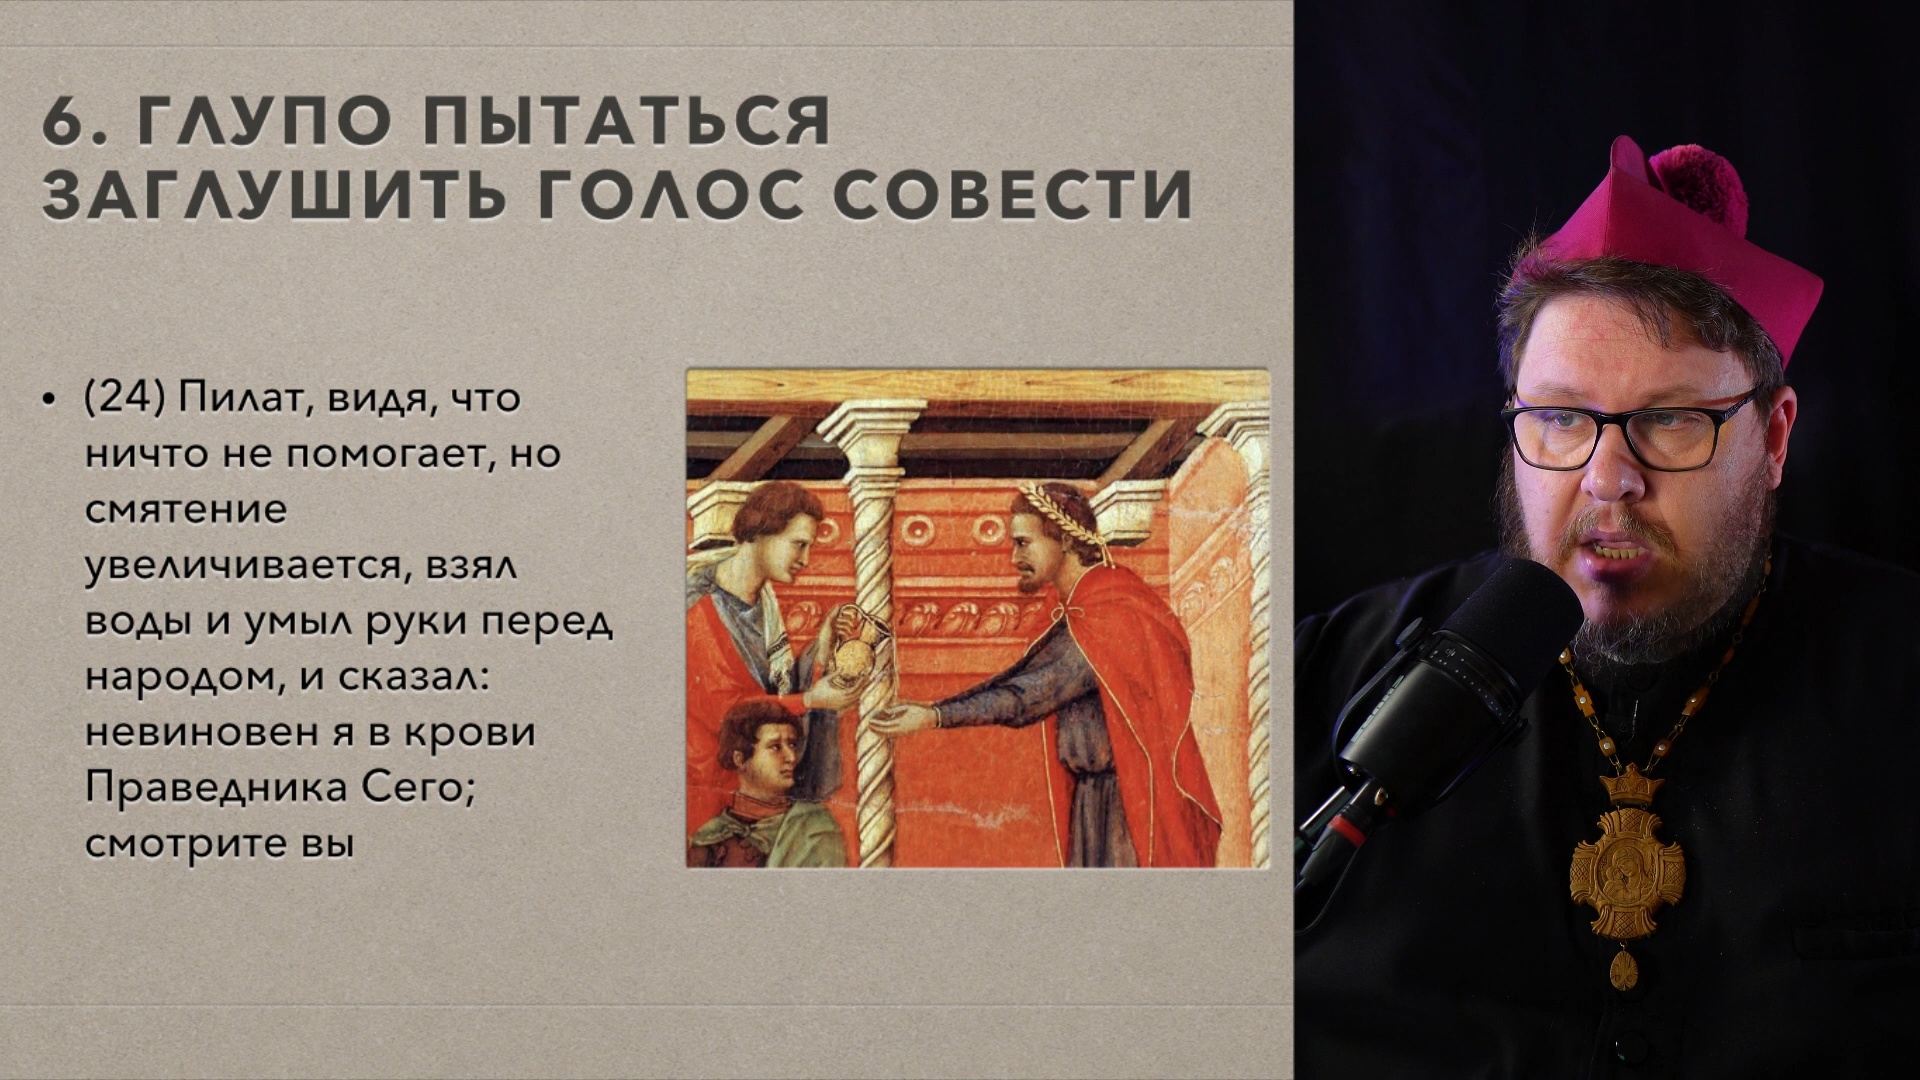 6. ГЛУПО ПЫТАТЬСЯ
ЗАГЛУШИТЬ ГОЛОС СОВЕСТИ
• (24) Пилат, видя, что
ничто не помогает, но
смятение
увеличивается, взял
воды и умыл руки перед
народом, и сказал:
невиновен я в крови
Праведника Сего;
смотрите вы